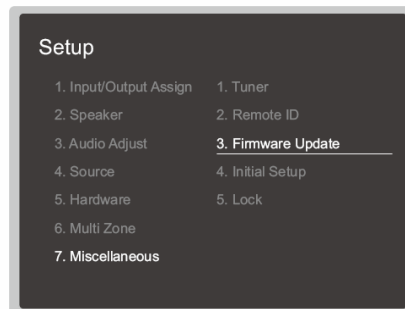 Setup
1. Input/Output Assign
2. Speaker
3. Audio Adjust
4. Source
5. Hardware
6. Multi Zone
7. Miscellaneous
1. Tuner
2. Remote ID
3. Firmware Update
4. Initial Setup
5. Lock